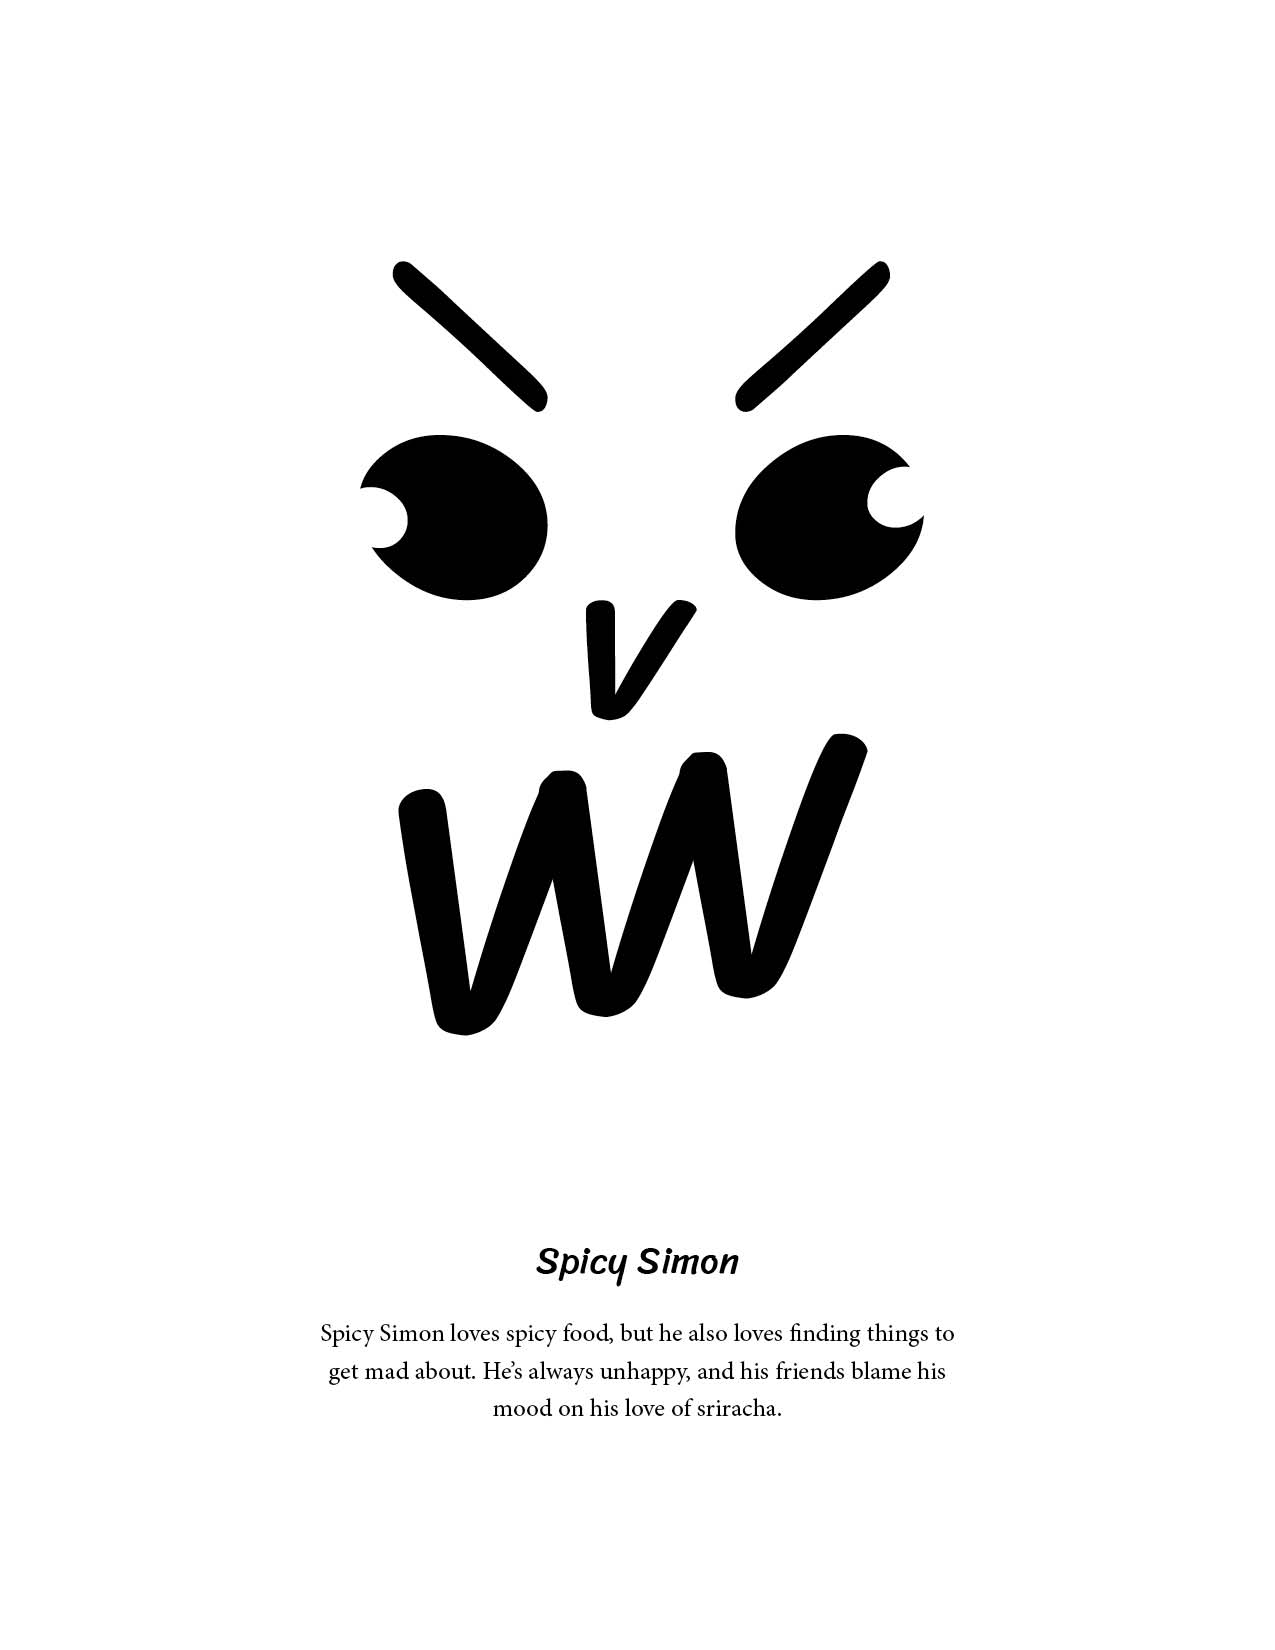 Spicy Simon
Spicy Simon loves spicy food, but he also loves finding things to
get mad about. He’s always unhappy, and his friends blame his
mood on his love of sriracha.